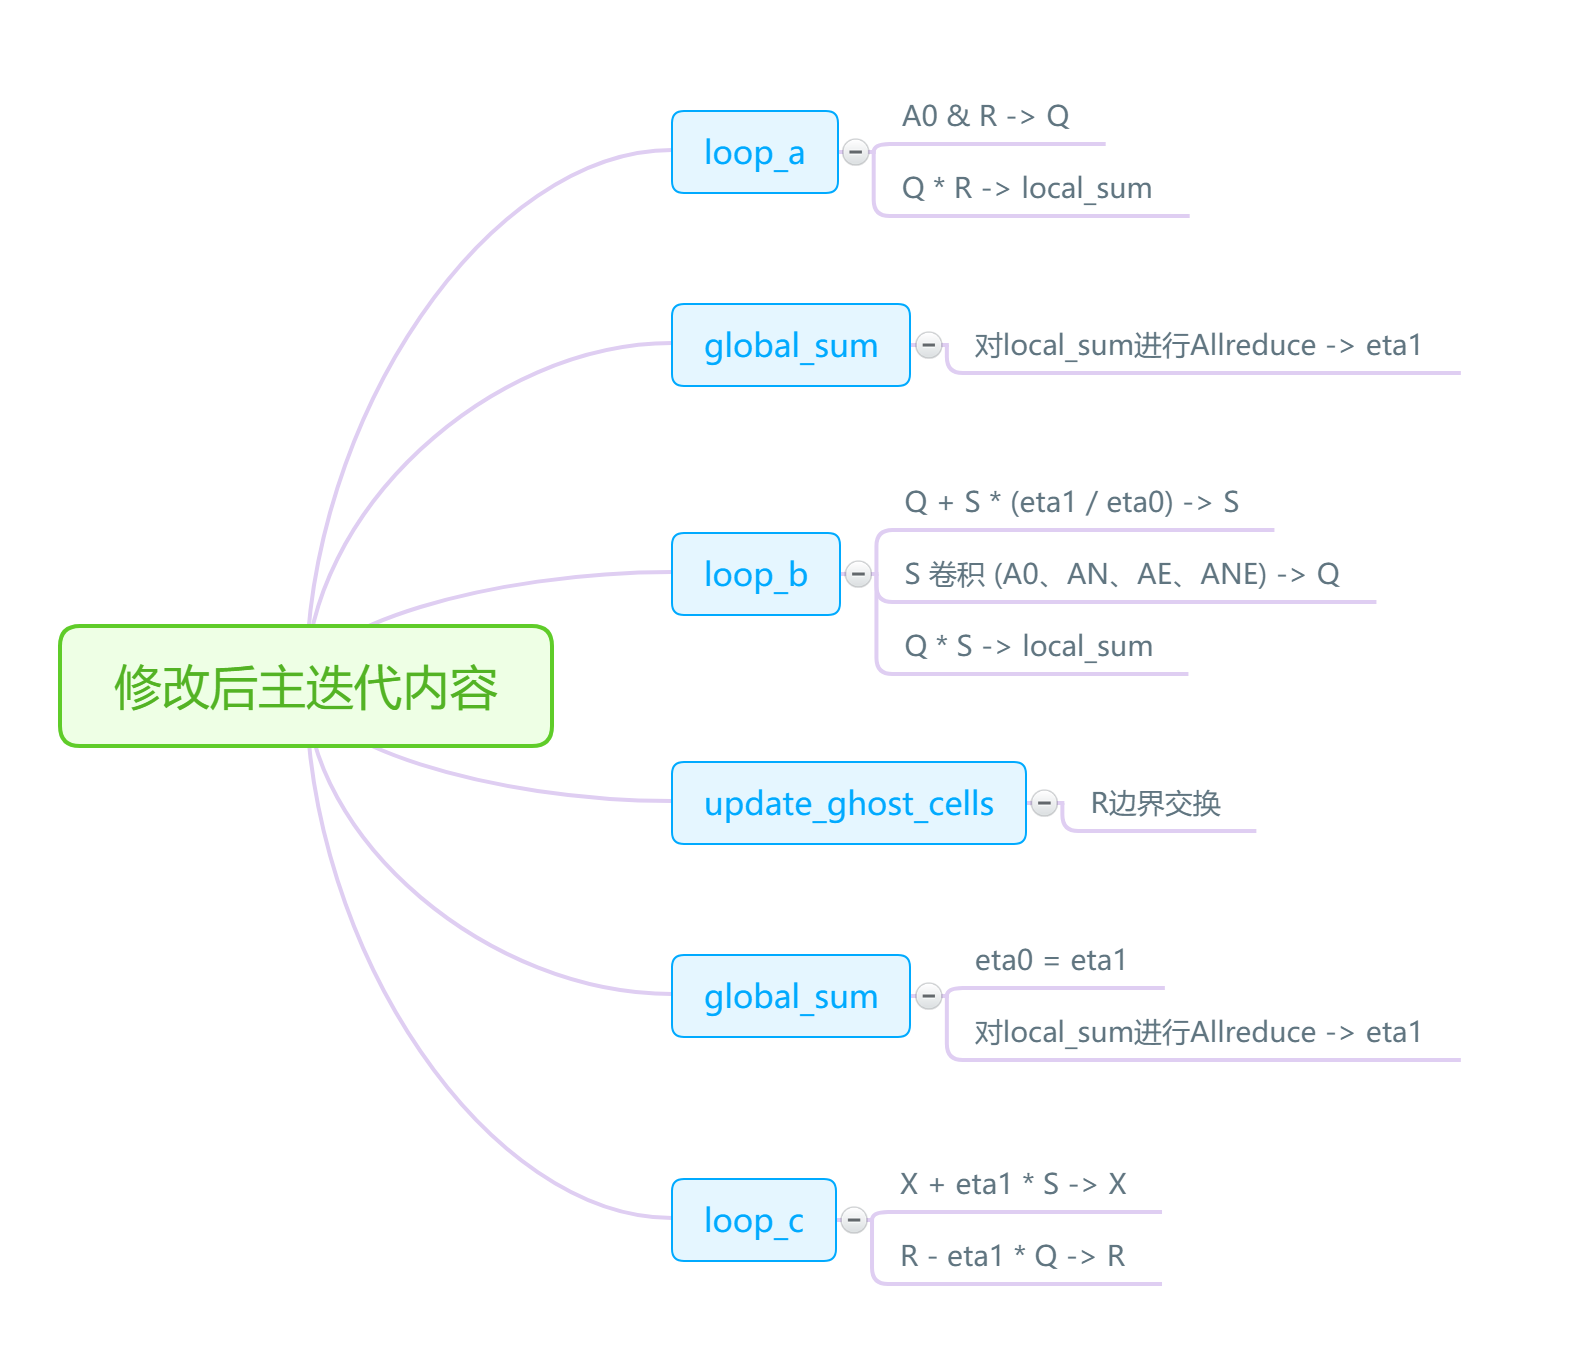 修改后主迭代内容
loop_a
A0 & R -> Q
Q * R -> local_sum
global_sum
对local_sum进行Allreduce -> eta1
loop_b
Q + S * (eta1 / eta0) -> S
S 卷积 (A0、AN、AE、ANE) -> Q
Q * S -> local_sum
update_ghost_cells
R边界交换
global_sum
eta0 = eta1
对local_sum进行Allreduce -> eta1
loop_c
X + eta1 * S -> X
R - eta1 * Q -> R